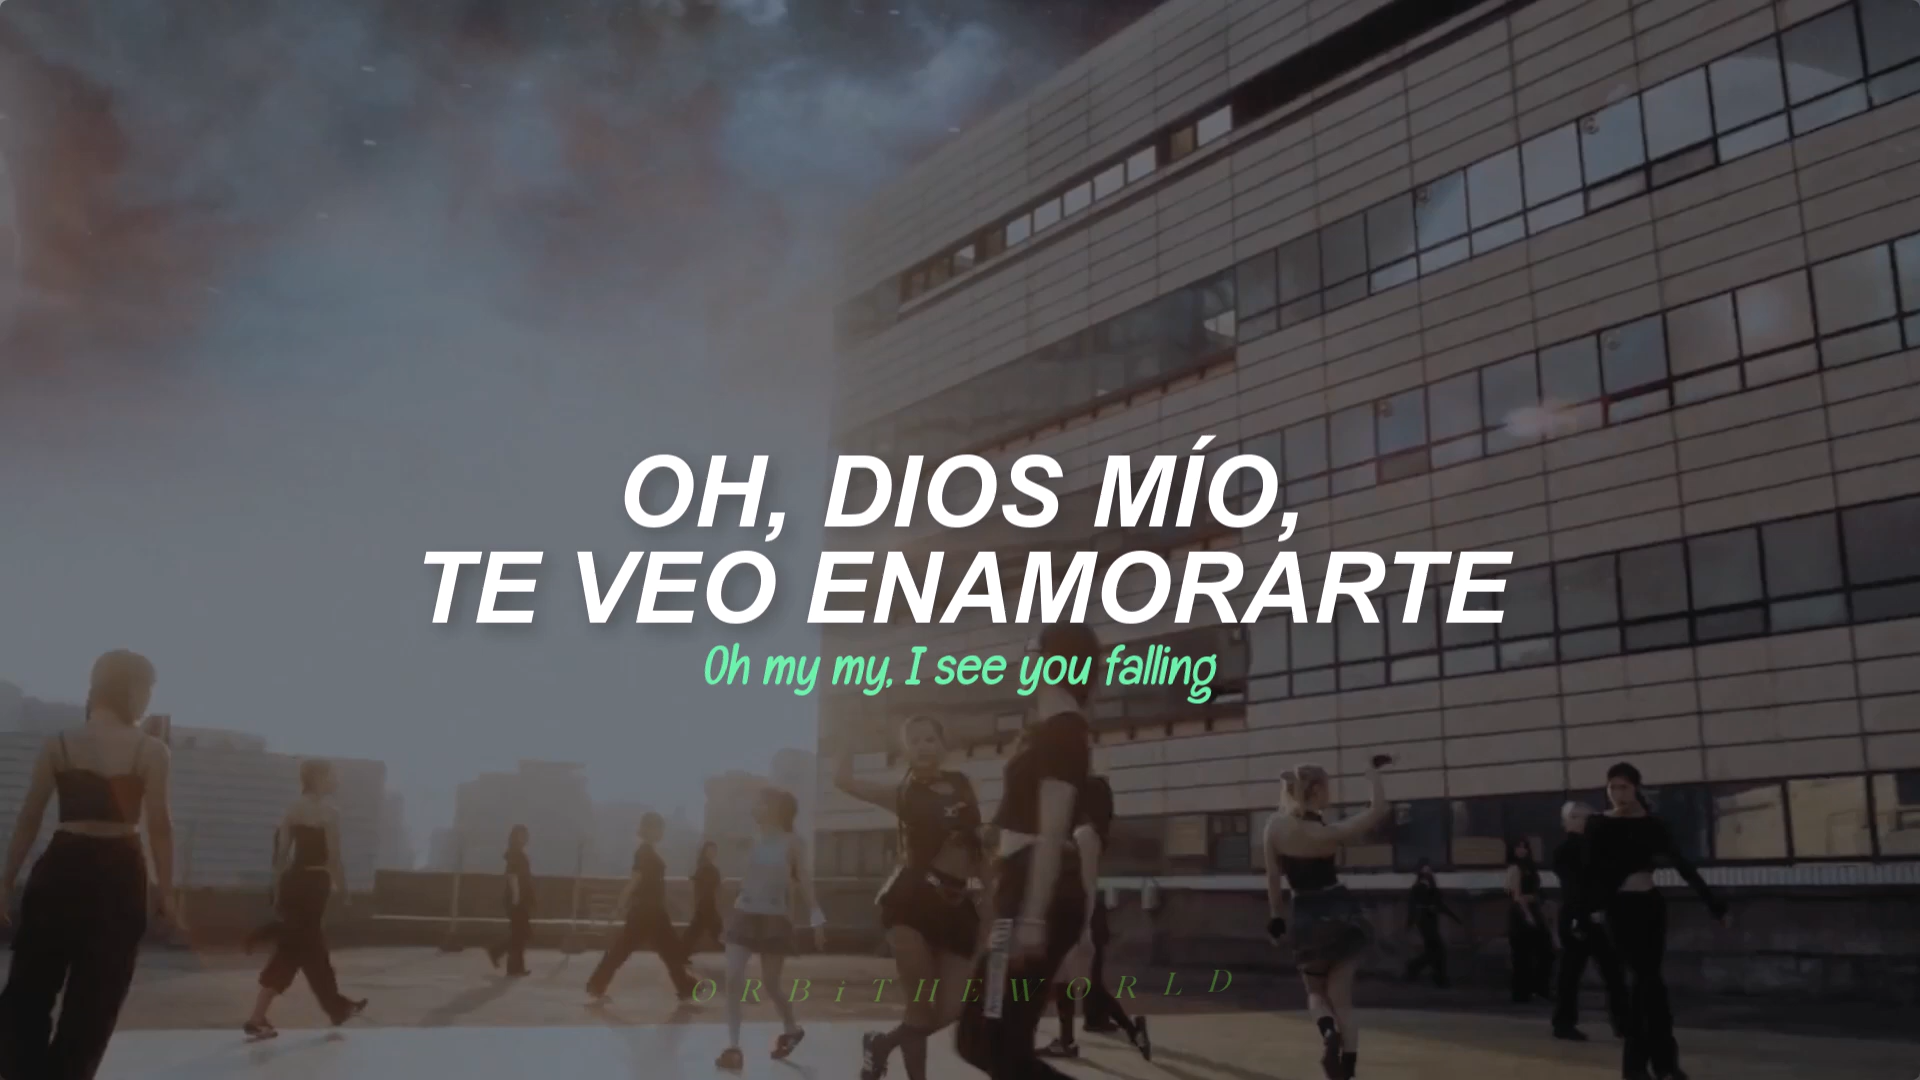 OH, DIOS MÍO,
TE VEO ENAMORARTE
Oh my my, I see you falling
ORBiTHEWORLD